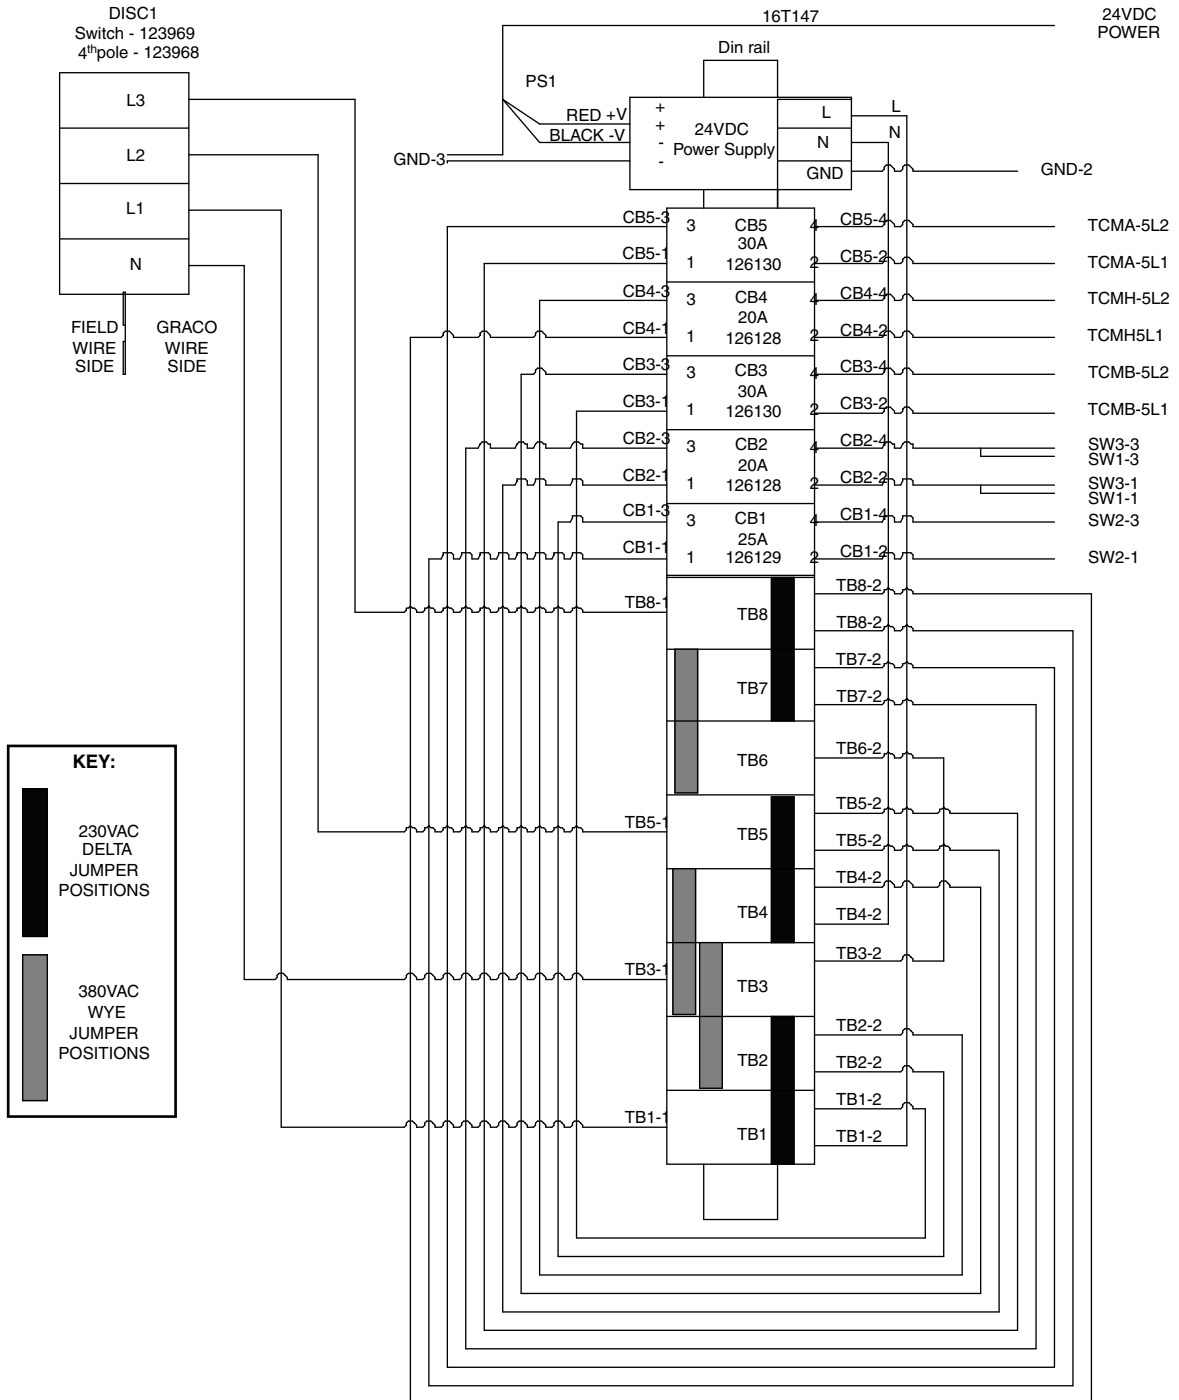 DISC1
Switch - 123969
4thpole - 123968
L3
L2
L1
N
FIELD
WIRE
SIDE
GRACO
WIRE
SIDE
16T147
24VDC
POWER
Din rail
PS1
RED +V
BLACK -V
GND-3
+
+
-
-
24VDC
Power Supply
L
N
GND
L
N
GND-2
CB5-3
3
CB5
30A
126130
4
CB5-4
TCMA-5L2
CB5-1
1
2
CB5-2
TCMA-5L1
CB4-3
3
CB4
20A
126128
4
CB4-4
TCMH-5L2
CB4-1
1
2
CB4-2
TCMH5L1
CB3-3
3
CB3
30A
126130
4
CB3-4
TCMB-5L2
CB3-1
1
2
CB3-2
TCMB-5L1
CB2-3
3
CB2
20A
126128
4
CB2-4
SW3-3
SW1-3
CB2-1
1
2
CB2-2
SW3-1
SW1-1
CB1-3
3
CB1
25A
126129
4
CB1-4
SW2-3
CB1-1
1
2
CB1-2
SW2-1
TB8-1
TB8
TB8-2
TB8-2
TB7
TB7-2
TB7-2
TB6
TB6-2
TB5-1
TB5
TB5-2
TB5-2
TB4
TB4-2
TB4-2
TB3-1
TB3
TB3-2
TB2
TB2-2
TB2-2
TB1-1
TB1
TB1-2
TB1-2
KEY:
230VAC
DELTA
JUMPER
POSITIONS
380VAC
WYE
JUMPER
POSITIONS